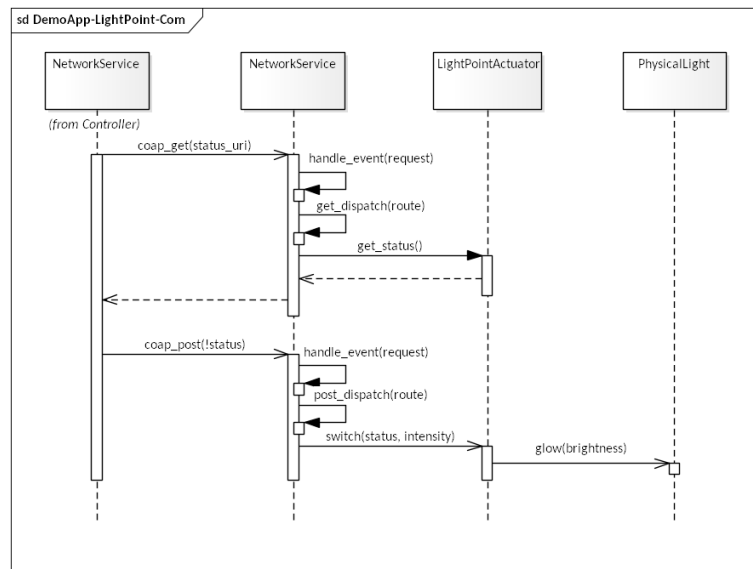 sd DemoApp-LightPoint-Com
NetworkService
NetworkService
LightPointActuator
PhysicalLight
(from Controller)
coap_get(status_uri)
handle_event(request)
get_dispatch(route)
get_status()
coap_post(!status)
handle_event(request)
post_dispatch(route)
switch(status, intensity)
glow(brightness)